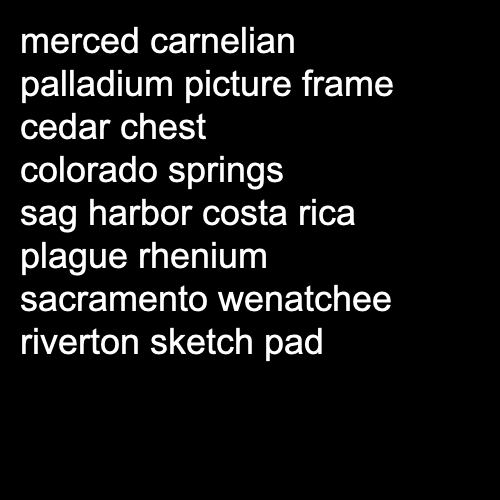 merced carnelian
palladium picture frame
cedar chest
colorado springs
sag harbor costa rica
plague rhenium
sacramento wenatchee
riverton sketch pad